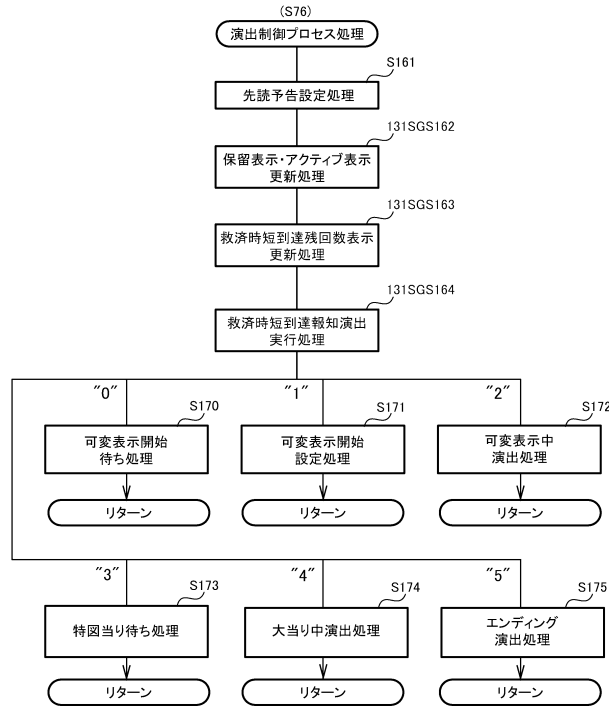 (S76)
演出制御プロセス処理
S161
先読予告設定処理
131SGS162
保留表示・アクティブ表示
更新処理
131SGS163
救済時短到達残回数表示
更新処理
131SGS164
救済時短到達報知演出
実行処理
"0"
"1"
"2"
S170
S171
S172
可変表示開始
待ち処理
可変表示開始
設定処理
可変表示中
演出処理
リターン
リターン
リターン
"3"
"4"
"5"
S173
S174
S175
特図当り待ち処理
大当り中演出処理
エンディング
演出処理
リターン
リターン
リターン